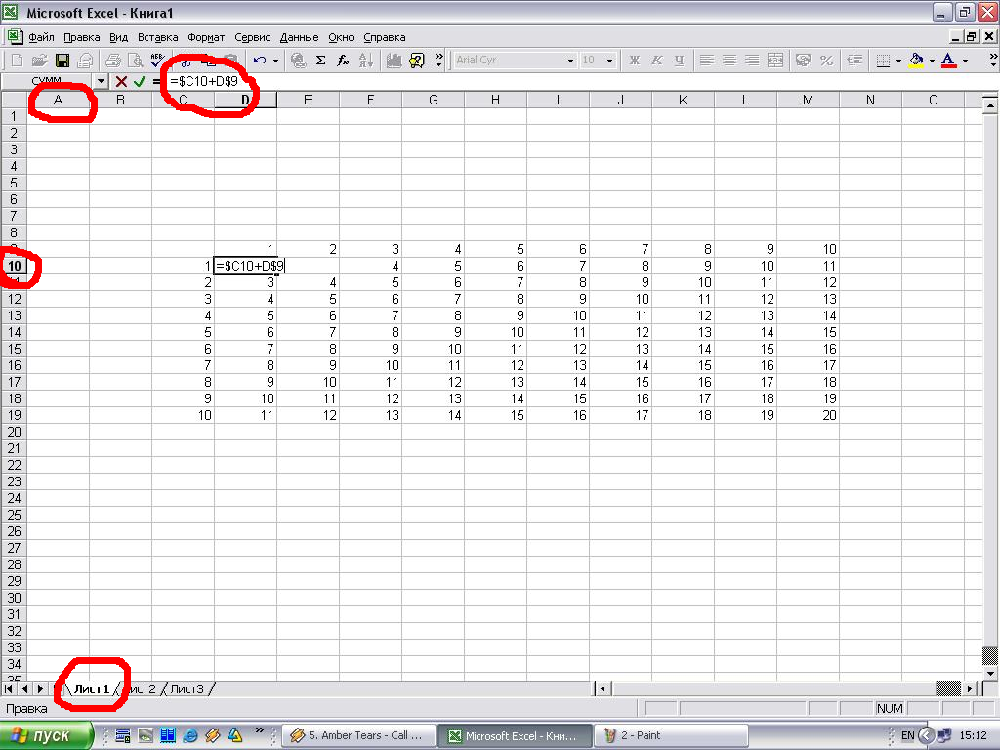 Microsoft Excel - Книга1
Файл Правка Вид Вставка Формат Сервис Данные Окно Справка
Arial Cyr 10 Ж К Ч
СУММ = =$C10+D$9
A B C D E F G H I J K L M N O
1
2
3
4
5
6
7
8
1 2 3 4 5 6 7 8 9 10
10 1 =$C10+D$9 4 5 6 7 8 9 10 11
2 3 4 5 6 7 8 9 10 11 12
12 3 4 5 6 7 8 9 10 11 12 13
13 4 5 6 7 8 9 10 11 12 13 14
14 5 6 7 8 9 10 11 12 13 14 15
15 6 7 8 9 10 11 12 13 14 15 16
16 7 8 9 10 11 12 13 14 15 16 17
17 8 9 10 11 12 13 14 15 16 17 18
18 9 10 11 12 13 14 15 16 17 18 19
19 10 11 12 13 14 15 16 17 18 19 20
20
21
22
23
24
25
26
27
28
29
30
31
32
33
34
35
Лист1 Лист2 Лист3
Правка NUM
пуск 5. Amber Tears - Call ... Microsoft Excel - Кни... 2 - Paint EN 15:12